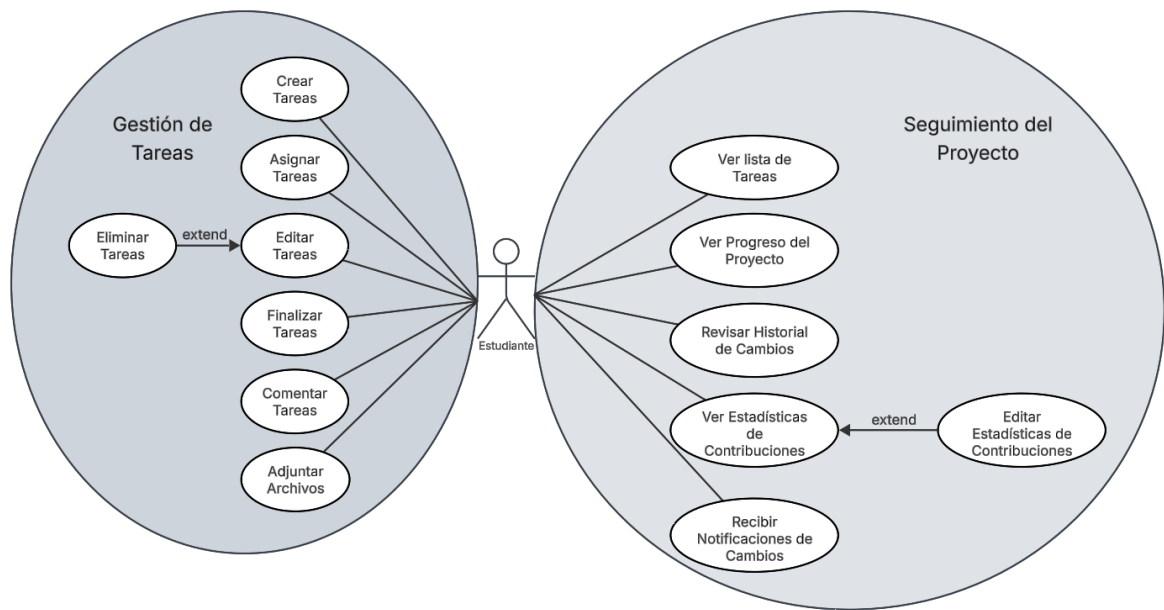 Gestión de
Tareas
Crear
Tareas
Asignar
Tareas
Eliminar
Tareas
extend
Editar
Tareas
Finalizar
Tareas
Comentar
Tareas
Adjuntar
Archivos
Estudiante
Seguimiento del
Proyecto
Ver lista de
Tareas
Ver Progreso del
Proyecto
Revisar Historial
de Cambios
Ver Estadísticas
de
Contribuciones
extend
Editar
Estadísticas de
Contribuciones
Recibir
Notificaciones de
Cambios